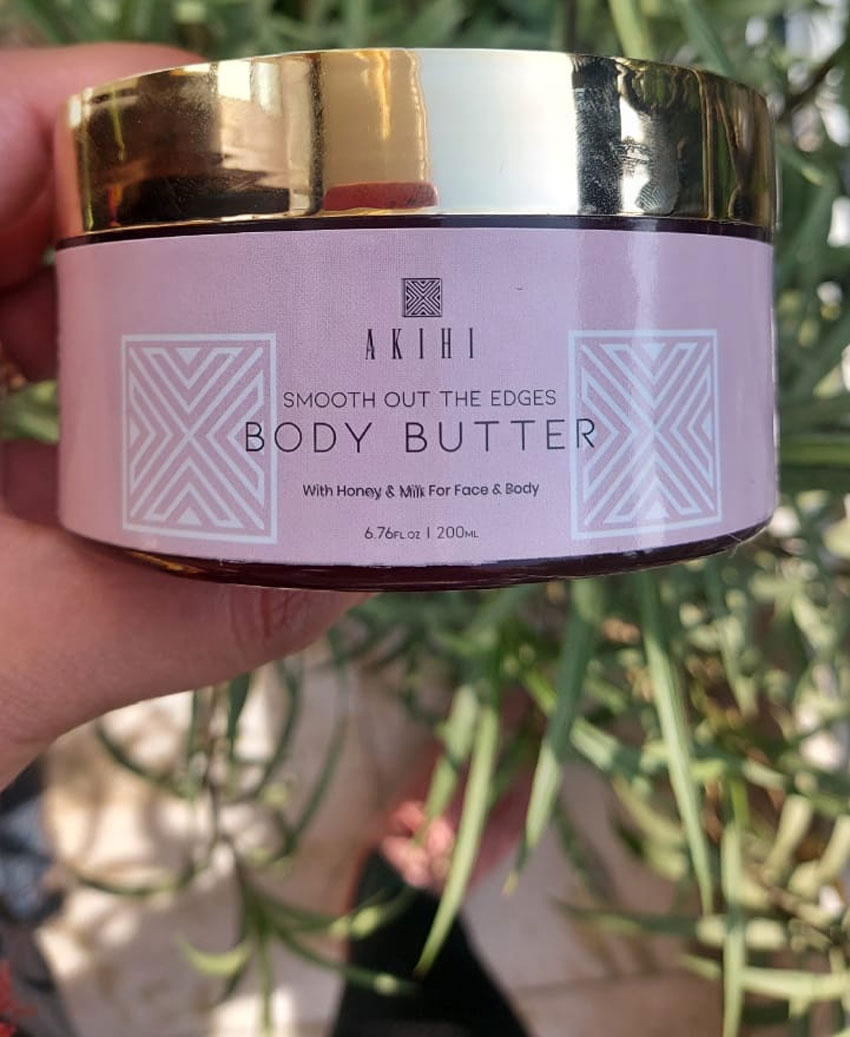 AKIHI
SMOOTH OUT THE EDGES
BODY BUTTER
With Honey & Milk For Face & Body
6.76FL OZ | 200ML